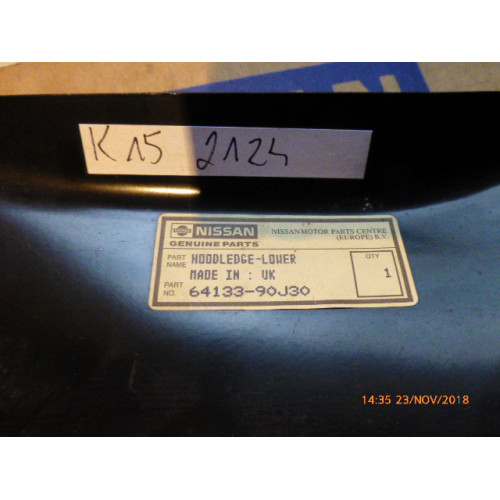 K15 2124
NISSAN
GENUINE PARTS
NISSAN MOTOR PARTS CENTRE
(EUROPE) B.V.
PART NAME HOODLEDGE-LOWER
MADE IN : UK
PART NO. 64133-90J30
QTY
1
14:35 23/NOV/2018